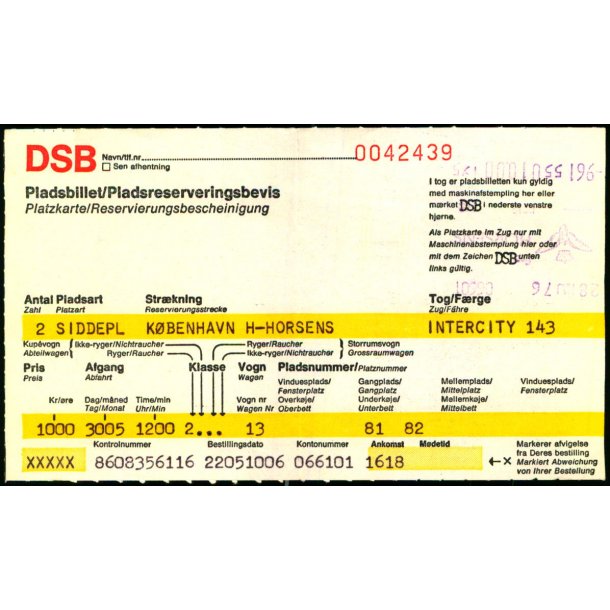 DSB Navn/tlf.nr. 0042439
Sen afhentning
Pladsbillet/Pladsreserveringsbevis
Platzkarte/Reservierungsbescheinigung
I tog er pladsbilletten kun gyldig
med maskinafstempling her eller
mærket DSB i nederste venstre
hjørne.
Als Platzkarte im Zug nur mit
Maschinenabstemplung hier oder
mit dem Zeichen DSB unten
links gültig.
Antal Pladsart Strækning Tog/Færge
Zahl Platzart Reservierungsstrecke Zug/Fähre
2 SIDDEPL KØBENHAVN H-HORSENS INTERCITY 143
Kupévogn Ikke-ryger/Nichtraucher Ryger/Raucher Storrumsvogn
Abteilwagen Ryger/Raucher Ikke-ryger/Nichtraucher Grossraumwagen
Pris Afgang Klasse Vogn Pladsnummer/Platznummer
Preis Abfahrt Wagen
Vinduesplads/ Gangplads/ Mellemplads/ Vinduesplads/
Fensterplatz Gangplatz Mittelplatz Fensterplatz
Kr/øre Dag/måned Time/min Vogn nr Overkøje/ Underkøje/ Mellemkøje/
Tag/Monat Uhr/Min Wagen Nr Oberbett Unterbett Mittelbett
1000 3005 1200 2... 13 81 82
Kontrolnummer Bestillingsdato Kontonummer Ankomst Medetid
XXXXX 8608356116 22051006 066101 1618
Markerer afvigelse
fra Deres bestilling
←× Markiert Abweichung
von Ihrer Bestellung